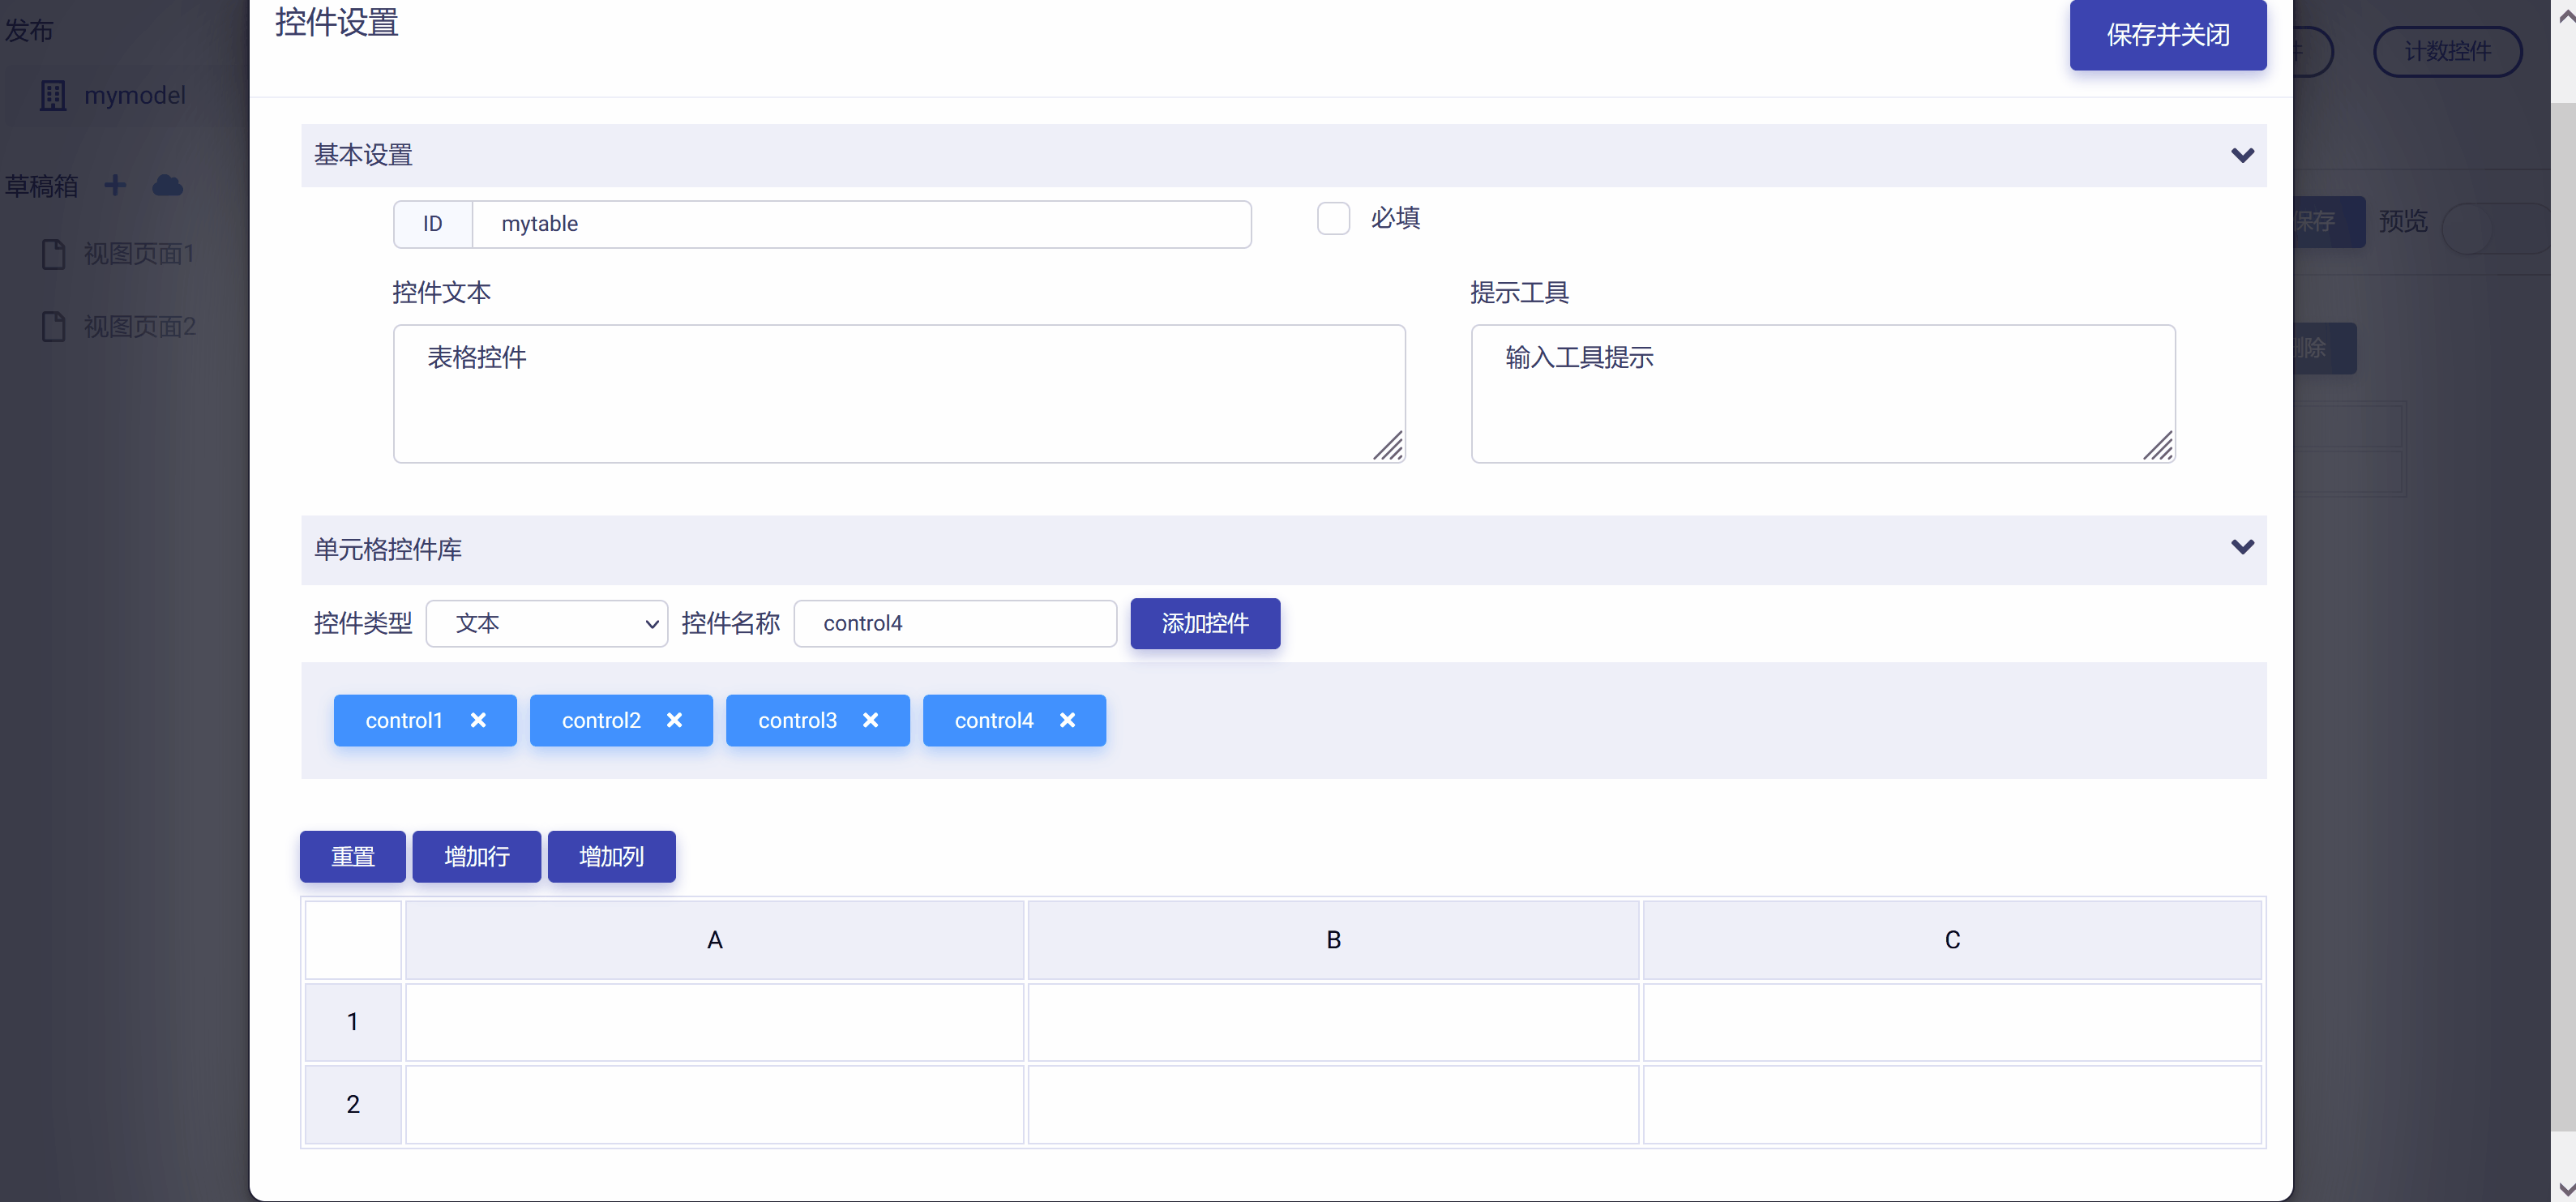 发布
mymodel
草稿箱
视图页面1
视图页面2
控件设置
保存并关闭
件
计数控件
保存
预览
删除
基本设置
ID
mytable
必填
控件文本
提示工具
表格控件
输入工具提示
单元格控件库
控件类型
文本
控件名称
control4
添加控件
control1
control2
control3
control4
重置
增加行
增加列
A
B
C
1
2